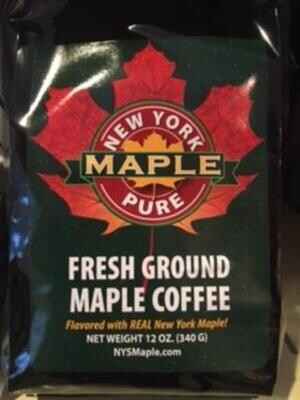 NEW YORK
MAPLE
PURE
FRESH GROUND
MAPLE COFFEE
Flavored with REAL New York Maple!
NET WEIGHT 12 OZ. (340 G)
NYSMaple.com